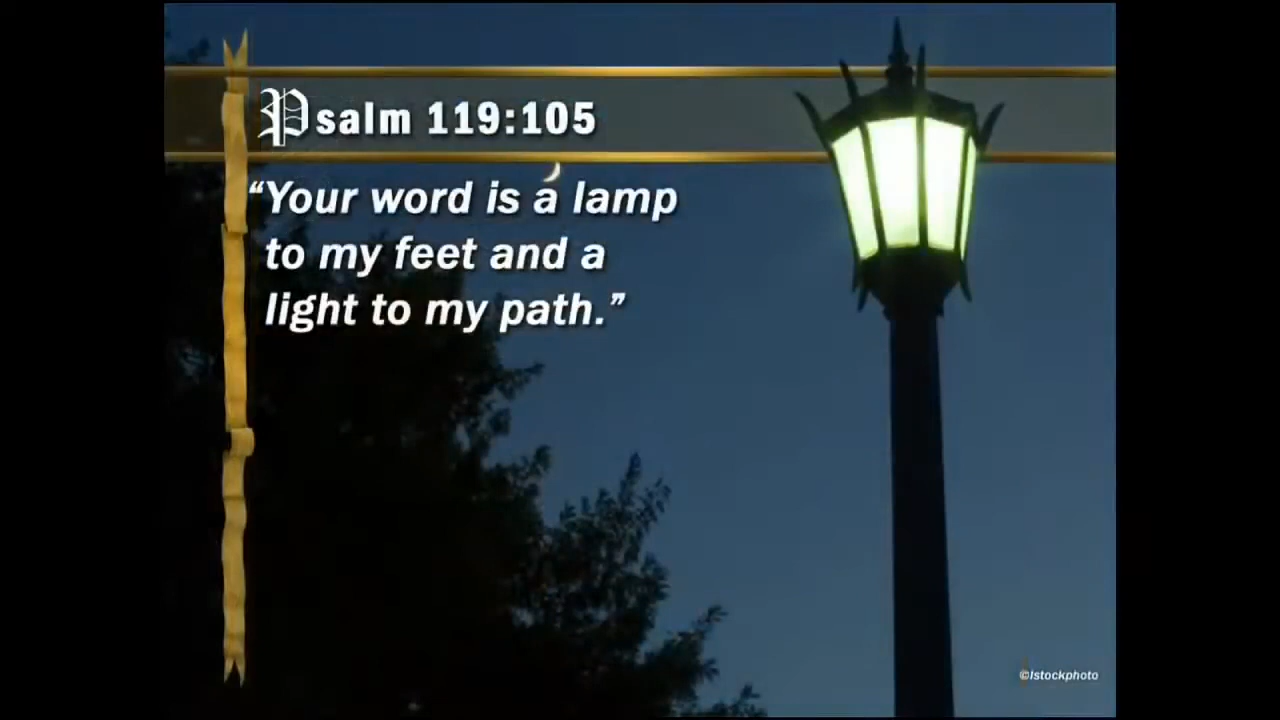 Psalm 119:105
“Your word is a lamp
to my feet and a
light to my path.”
©Istockphoto